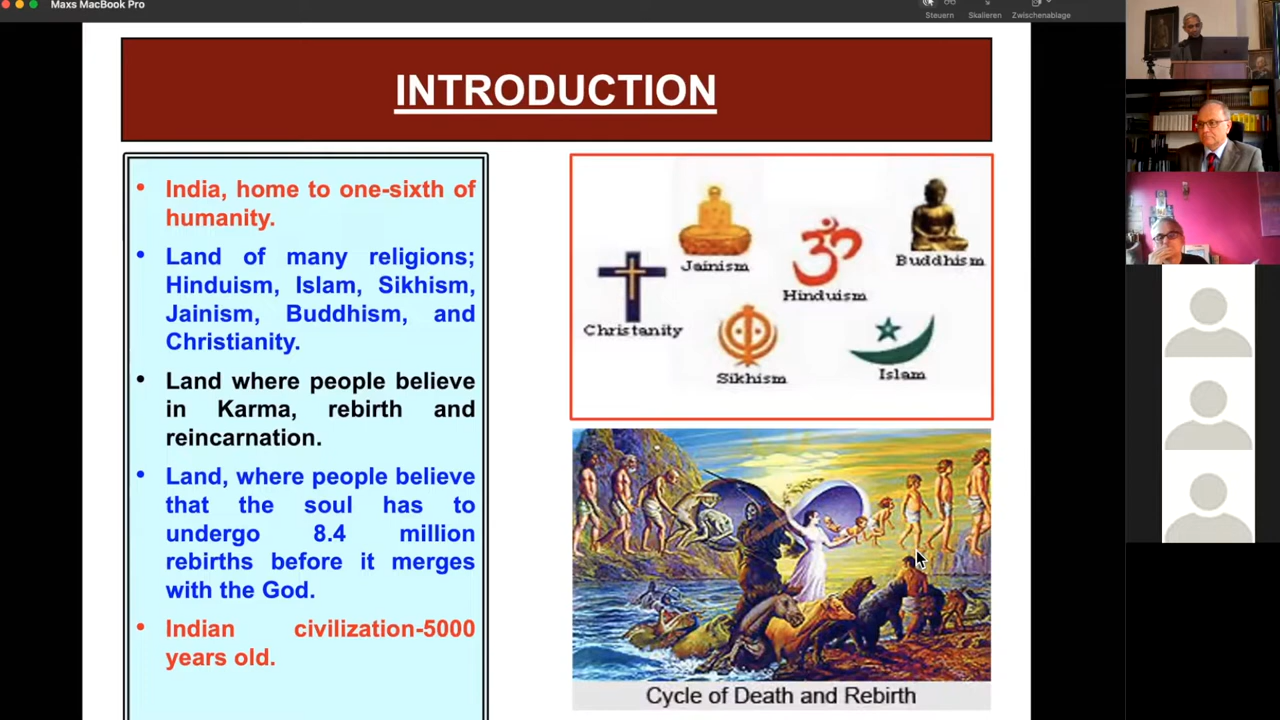 Maxs MacBook Pro
Steuern Skalieren Zwischenablage
INTRODUCTION
• India, home to one-sixth of
humanity.
• Land of many religions;
Hinduism, Islam, Sikhism,
Jainism, Buddhism, and
Christianity.
• Land where people believe
in Karma, rebirth and
reincarnation.
• Land, where people believe
that the soul has to
undergo 8.4 million
rebirths before it merges
with the God.
• Indian civilization-5000
years old.
Jainism
Buddhism
Hinduism
Christanity
Sikhism
Islam
Cycle of Death and Rebirth